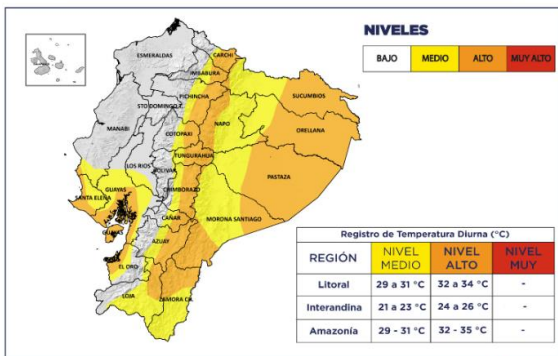 NIVELES
BAJO MEDIO ALTO MUY ALTO
ESMERALDAS
CARCHI
IMBABURA
SUCUMBIOS
PICHINCHA
STO DOMINGO T.
ORELLANA
NAPO
MANABI
COTOPAXI
TUNGURAHUA
LOS RIOS
BOLIVAR
PASTAZA
GUAYAS
SANTA ELENA
CHIMBORAZO
CAÑAR
MORONA SANTIAGO
GUAYAS
AZUAY
EL ORO
LOJA
ZAMORA CH.
Registro de Temperatura Diurna (°C)
REGIÓN NIVEL MEDIO NIVEL ALTO NIVEL MUY
Litoral 29 a 31 °C 32 a 34 °C -
Interandina 21 a 23 °C 24 a 26 °C -
Amazonía 29 - 31 °C 32 - 35°C -